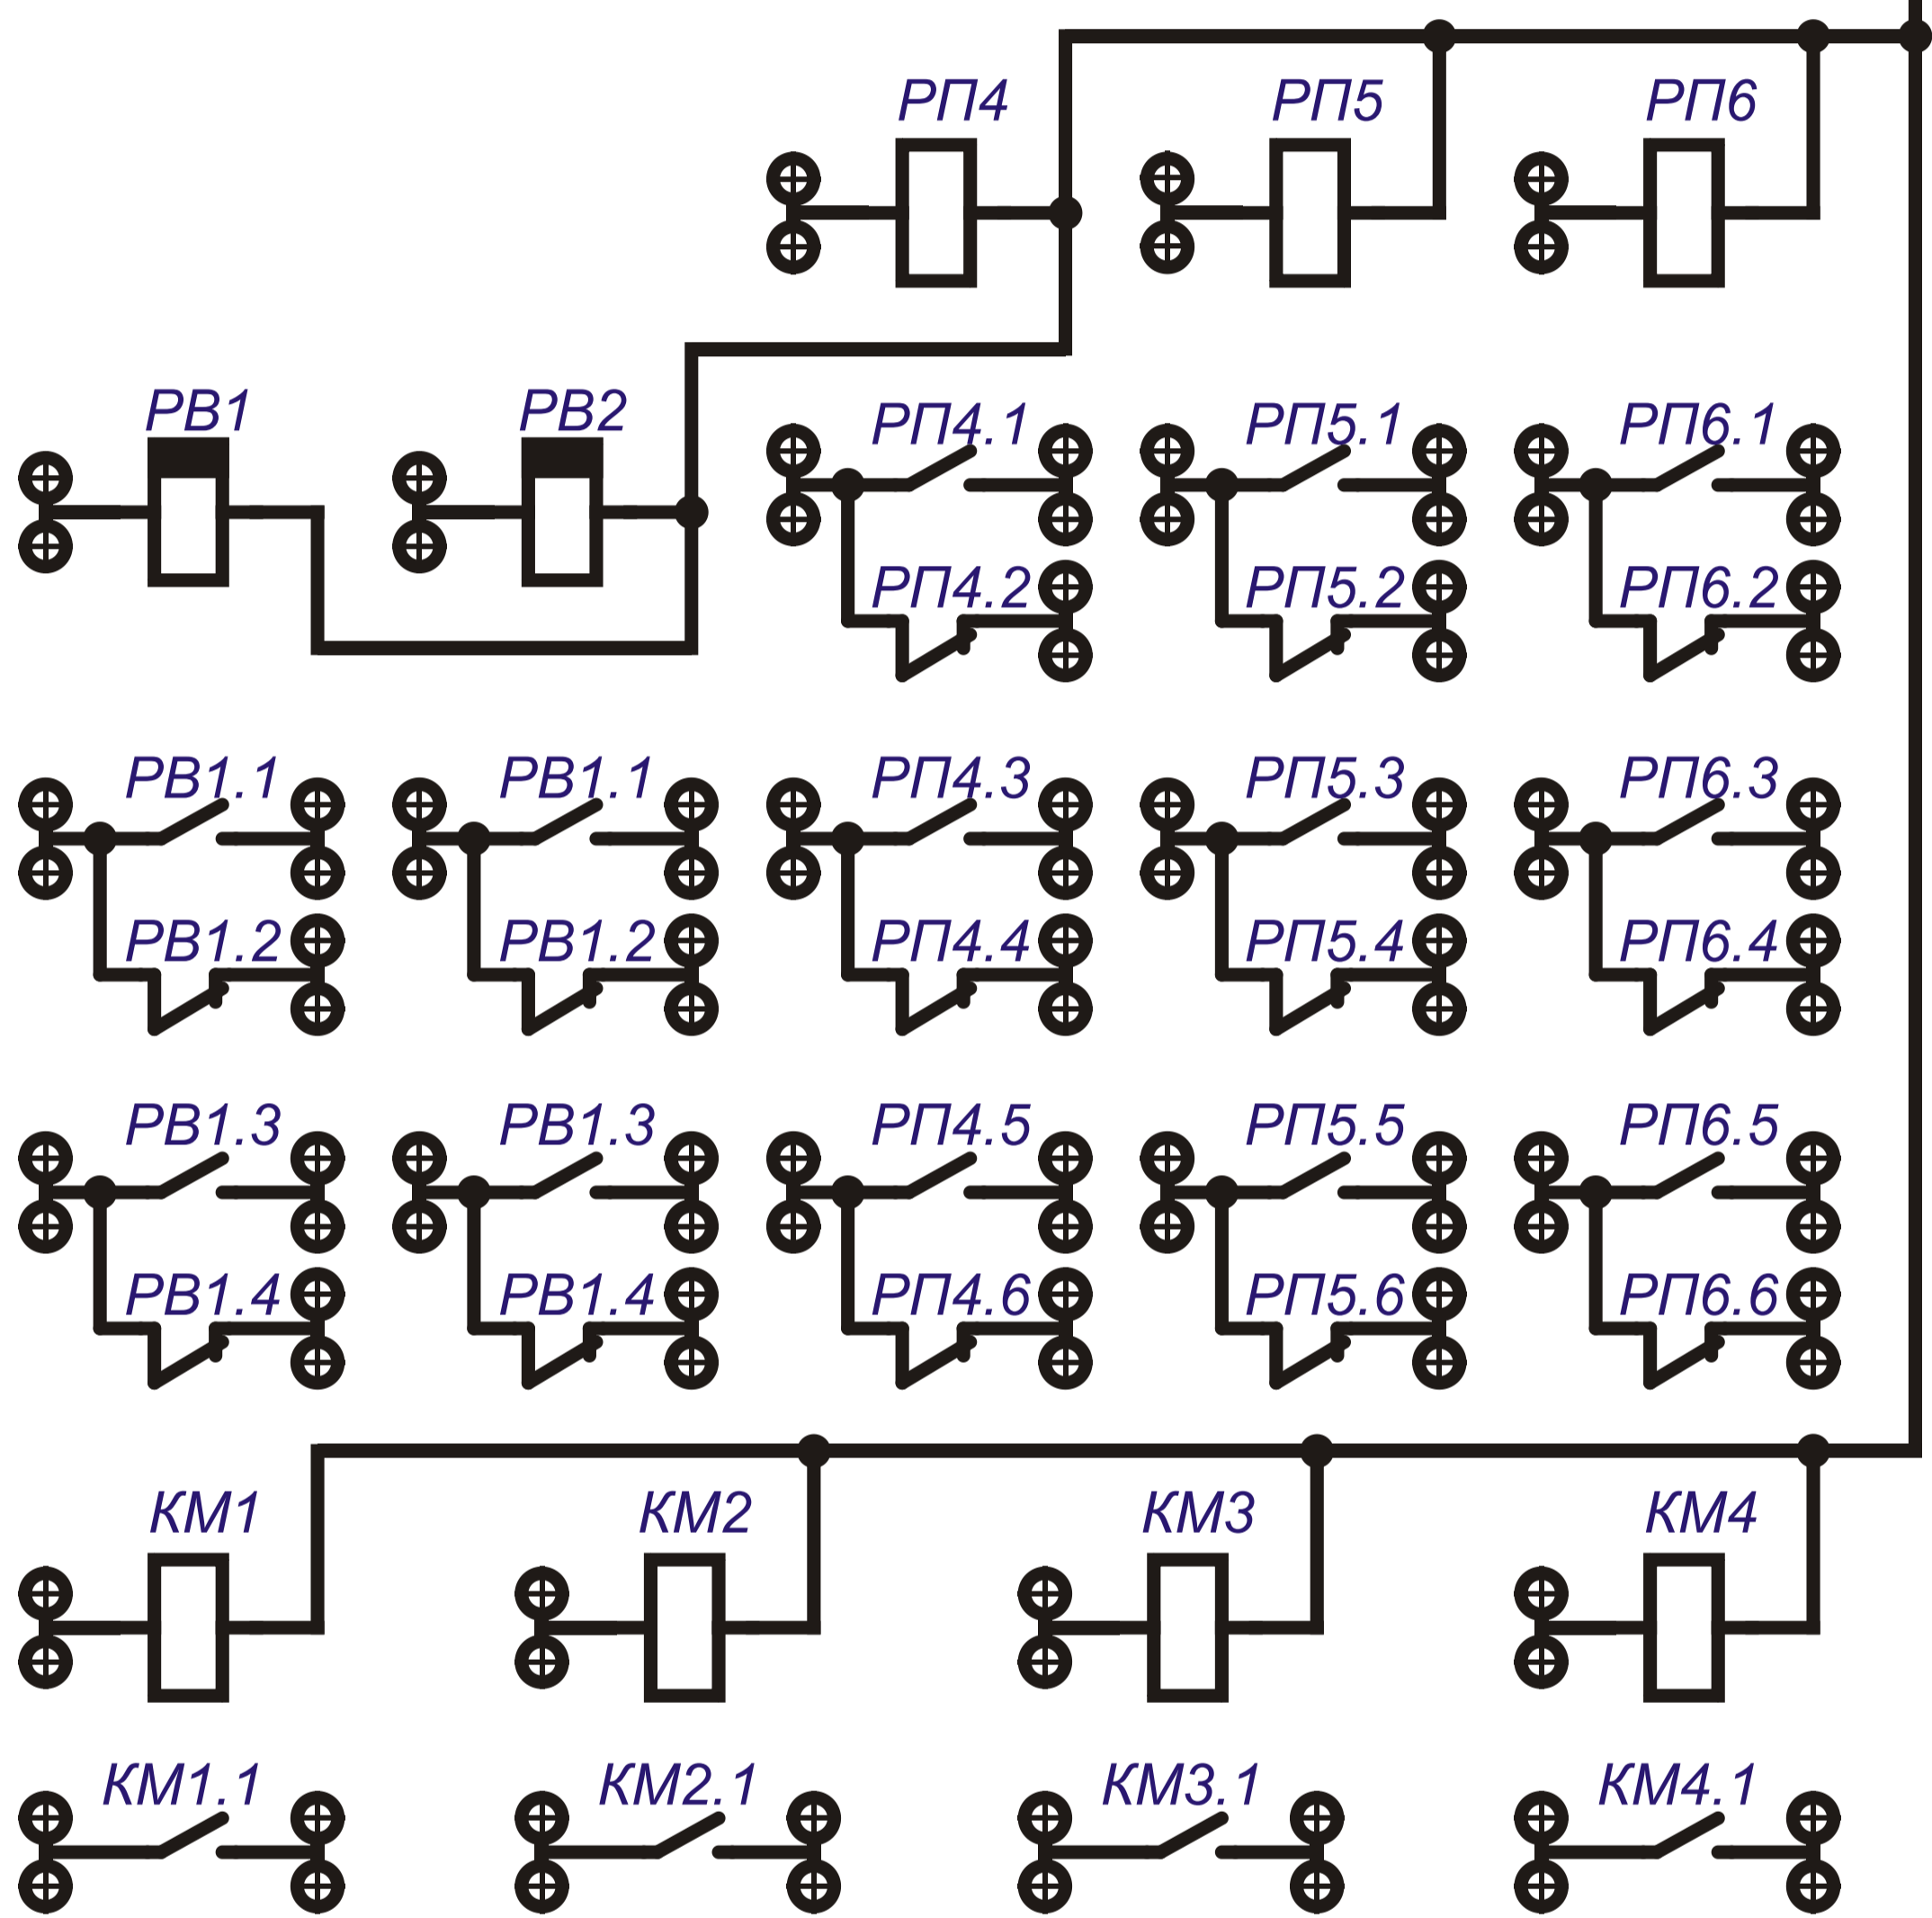 РП4 РП5 РП6
РВ1 РВ2 РП4.1 РП5.1 РП6.1
РП4.2 РП5.2 РП6.2
РВ1.1 РВ1.1 РП4.3 РП5.3 РП6.3
РВ1.2 РВ1.2 РП4.4 РП5.4 РП6.4
РВ1.3 РВ1.3 РП4.5 РП5.5 РП6.5
РВ1.4 РВ1.4 РП4.6 РП5.6 РП6.6
КМ1 КМ2 КМ3 КМ4
КМ1.1 КМ2.1 КМ3.1 КМ4.1